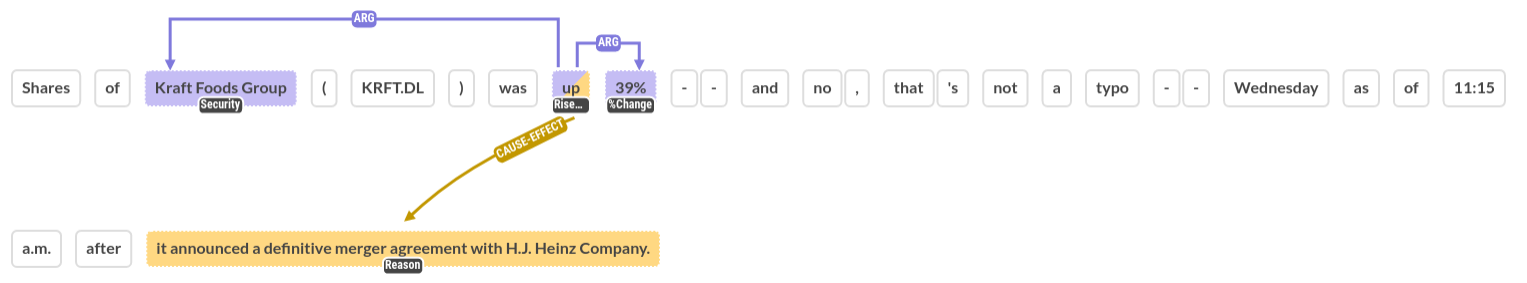 ARG
ARG
Shares of Kraft Foods Group ( KRFT.DL ) was up 39% - - and no , that 's not a typo - - Wednesday as of 11:15
Security Rise... %Change
CAUSE-EFFECT
a.m. after it announced a definitive merger agreement with H.J. Heinz Company.
Reason